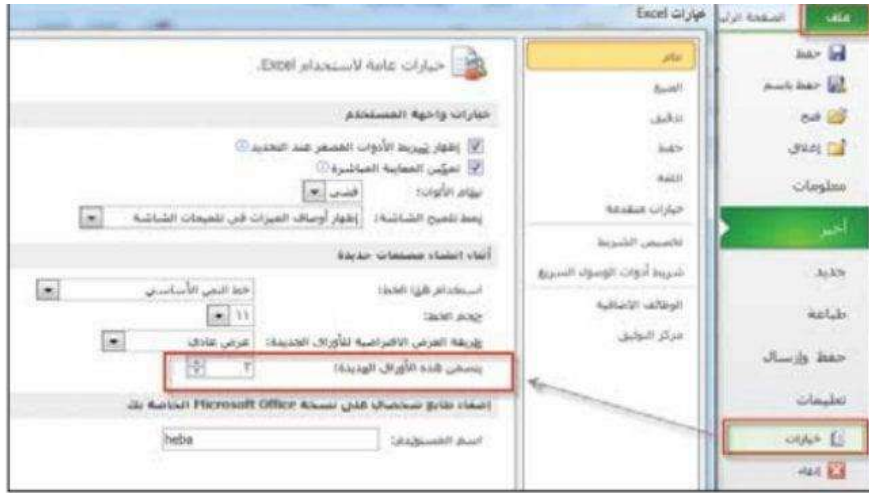 ملف
الصفحة الرئي
حفظ
حفظ باسم
فتح
إغلاق
معلومات
أخير
جديد
طباعة
حفظ وإرسال
تعليمات
خيارات
إنهاء
خيارات Excel
عام
الصيغ
تدقيق
حفظ
اللغة
خيارات متقدمة
تخصيص الشريط
شريط أدوات الوصول السريع
الوظائف الإضافية
مركز التوثيق
خيارات عامة لاستخدام Excel.
خيارات واجهة المستخدم
إظهار شريط الأدوات المصغر عند التحديد
تمكين المعاينة المباشرة
نظام الألوان: فضي
نمط تلميح الشاشة: إظهار أوصاف الميزات في تلميحات الشاشة
أثناء إنشاء مصنفات جديدة
استخدام هذا الخط: خط النص الأساسي
حجم الخط: ١١
طريقة العرض الافتراضية للأوراق الجديدة: عرض عادي
يتضمن هذه الأوراق العديدة: ٣
إضفاء طابع شخصي على نسخة Microsoft Office الخاصة بك
اسم المستخدم: heba